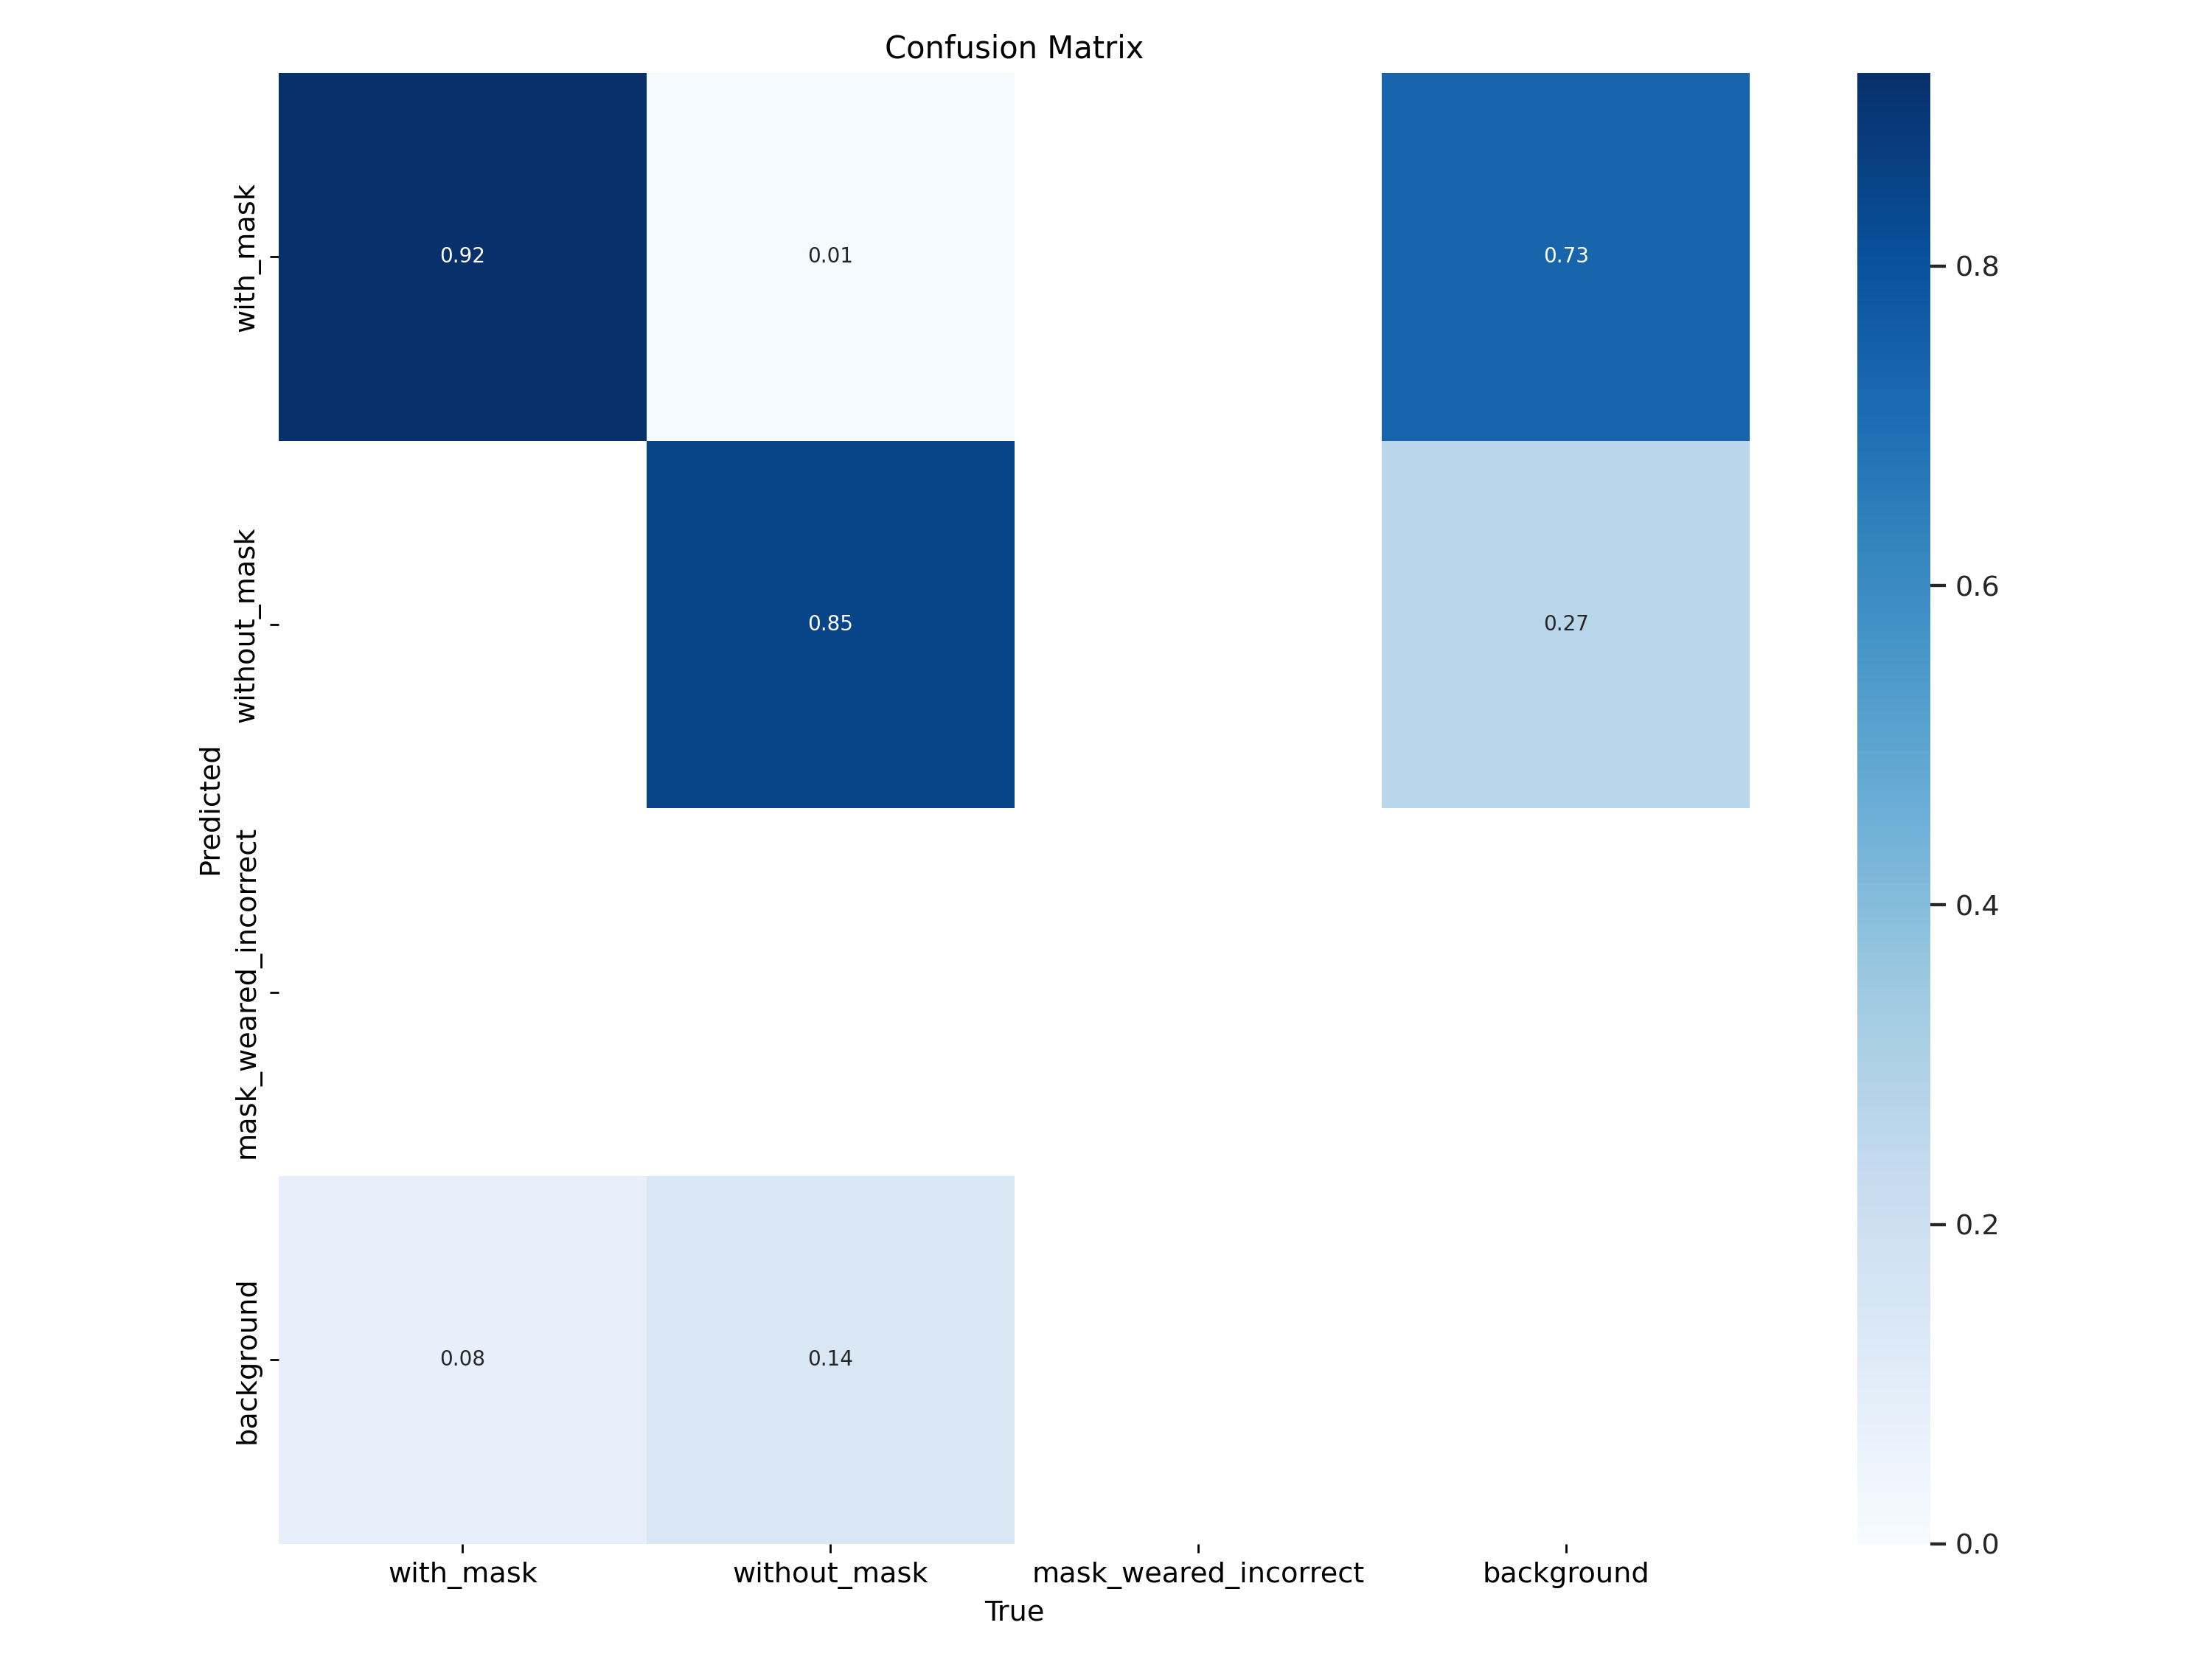 Confusion Matrix
with_mask
0.92
0.01
0.73
0.8
without_mask
0.85
0.27
0.6
Predicted
mask_weared_incorrect
0.4
background
0.08
0.14
0.2
0.0
with_mask
without_mask
mask_weared_incorrect
background
True